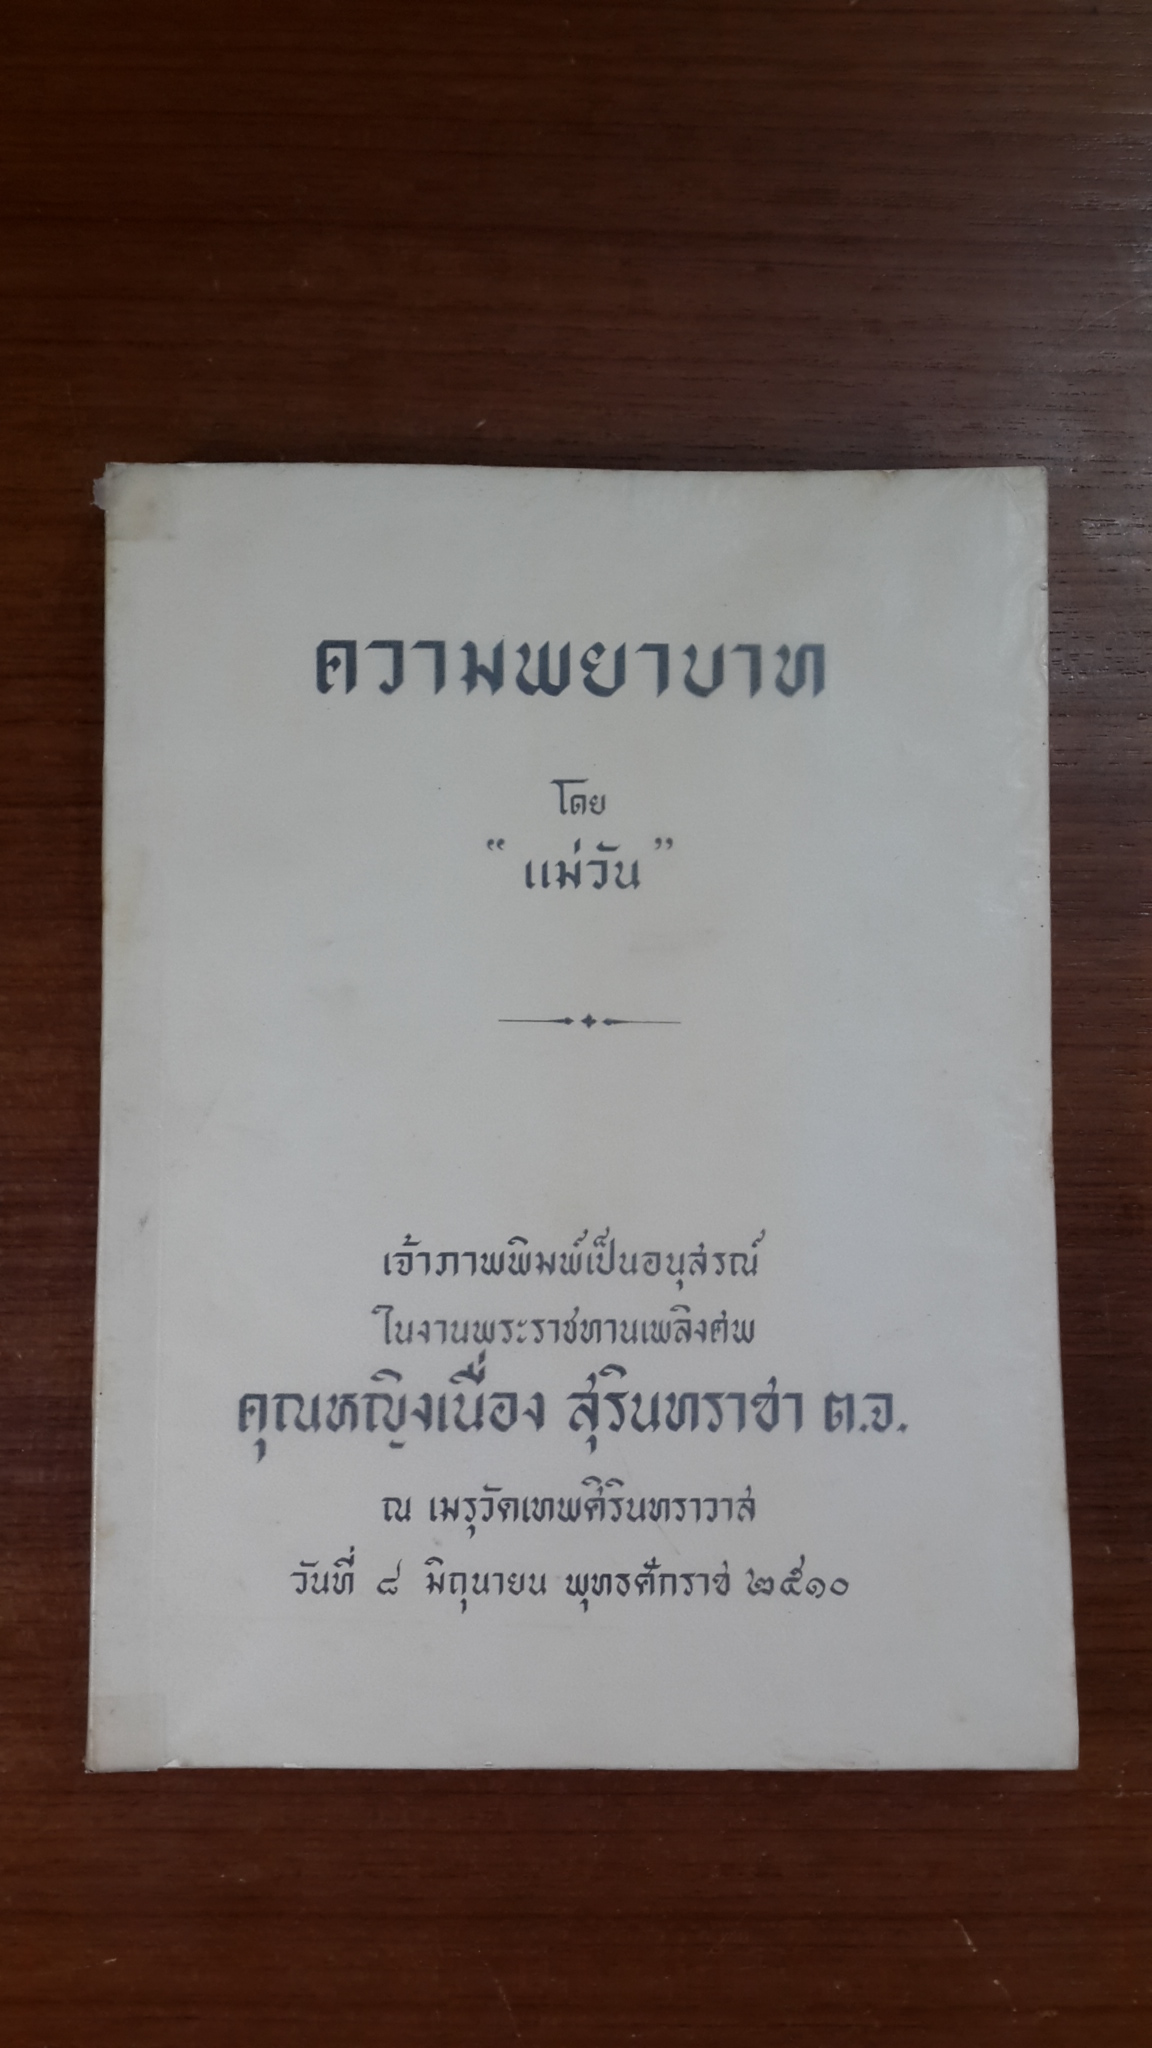 ความพยาบาท
โดย
“แม่วัน”
เจ้าภาพพิมพ์เป็นอนุสรณ์
ในงานพระราชทานเพลิงศพ
คุณหญิงเนื่อง สุรินทราชา ต.จ.
ณ เมรุวัดเทพศิรินทราวาส
วันที่ ๘ มิถุนายน พุทธศักราช ๒๕๑๐